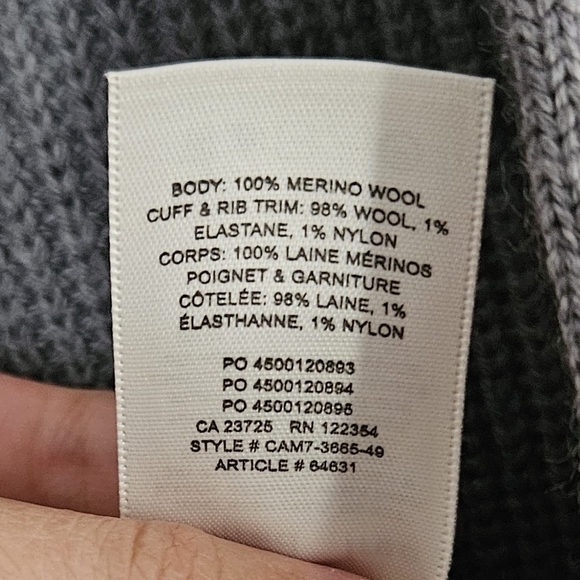 BODY: 100% MERINO WOOL
CUFF & RIB TRIM: 98% WOOL, 1%
ELASTANE, 1% NYLON
CORPS: 100% LAINE MÉRINOS
POIGNET & GARNITURE
CÔTELÉE: 98% LAINE, 1%
ÉLASTHANNE, 1% NYLON
PO 4500120893
PO 4500120894
PO 4500120895
CA 23725 RN 122354
STYLE # CAM7-3665-49
ARTICLE # 64631